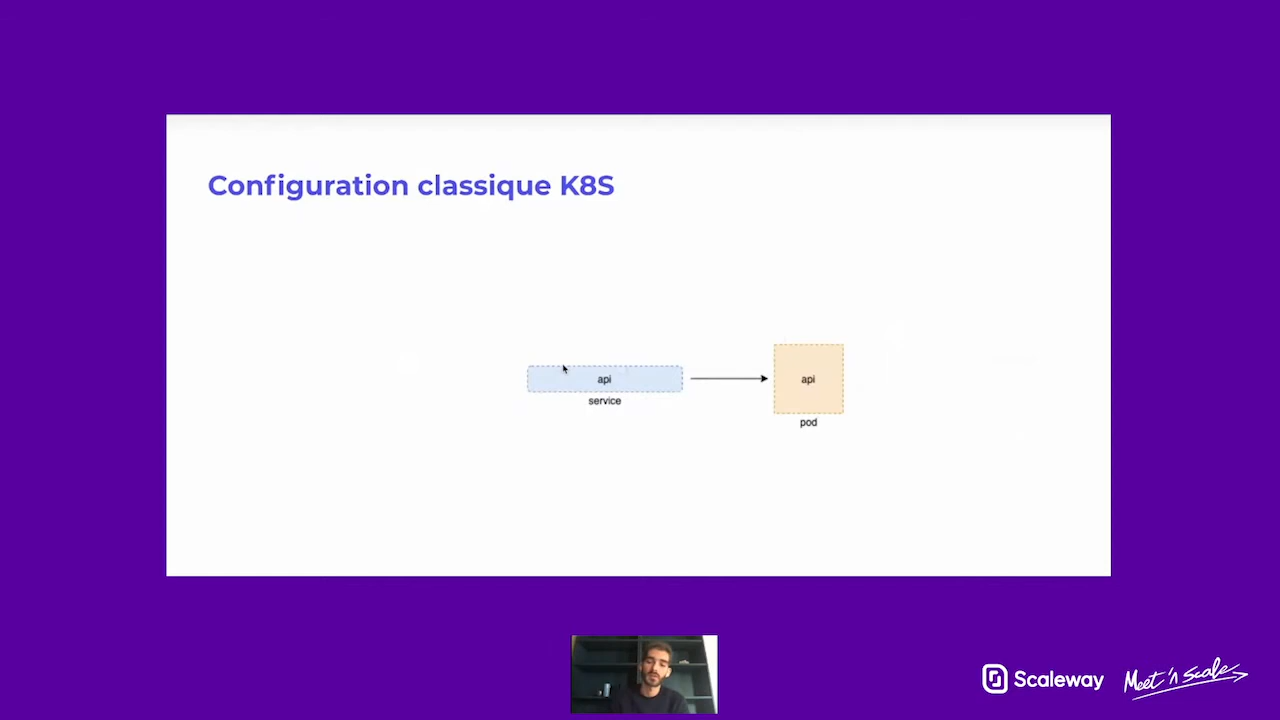 Configuration classique K8S
api
service
api
pod
Scaleway
Meet 'n Scale